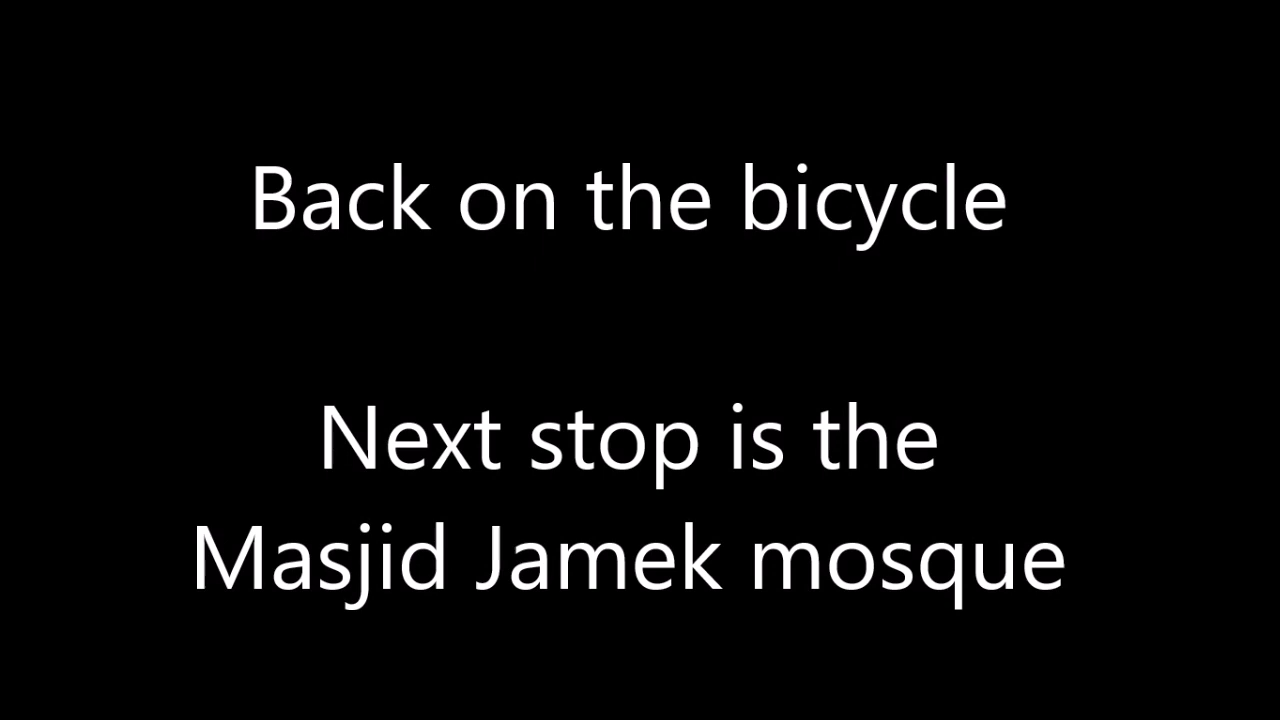 Back on the bicycle
Next stop is the
Masjid Jamek mosque